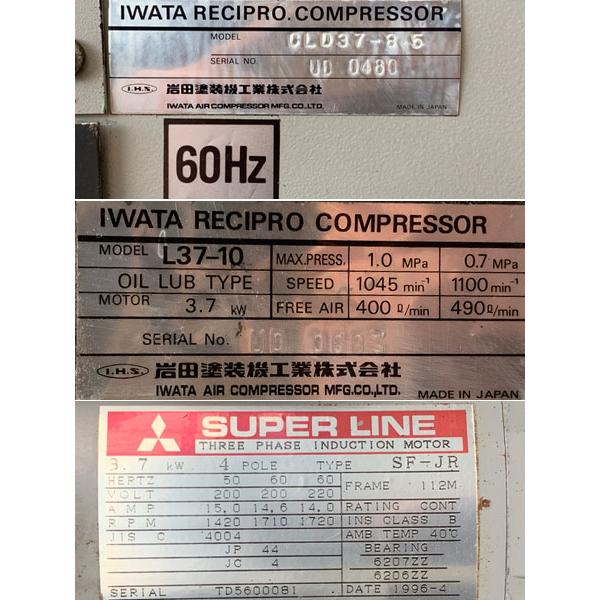 IWATA RECIPRO. COMPRESSOR
MODEL CLD37-8.5
SERIAL NO. UD 0480
I.H.S. 岩田塗装機工業株式会社
IWATA AIR COMPRESSOR MFG.CO.,LTD. MADE IN JAPAN
60Hz
IWATA RECIPRO COMPRESSOR
MODEL L37-10 MAX.PRESS. 1.0 MPa 0.7 MPa
OIL LUB TYPE SPEED 1045 min⁻¹ 1100 min⁻¹
MOTOR 3.7 kW FREE AIR 400 ℓ/min 490 ℓ/min
SERIAL No. UD
I.H.S. 岩田塗装機工業株式会社
IWATA AIR COMPRESSOR MFG.CO.,LTD. MADE IN JAPAN
SUPER LINE
THREE PHASE INDUCTION MOTOR
3.7 kW 4 POLE TYPE SF-JR
HERTZ 50 60 60 FRAME 112M
VOLT 200 200 220
AMP 15.0 14.6 14.0 RATING CONT
RPM 1420 1710 1720 INS CLASS B
JIS C 4004 AMB TEMP 40℃
JP 44 BEARING
JC 4 6207ZZ
6206ZZ
SERIAL TD5600081 DATE 1996-4